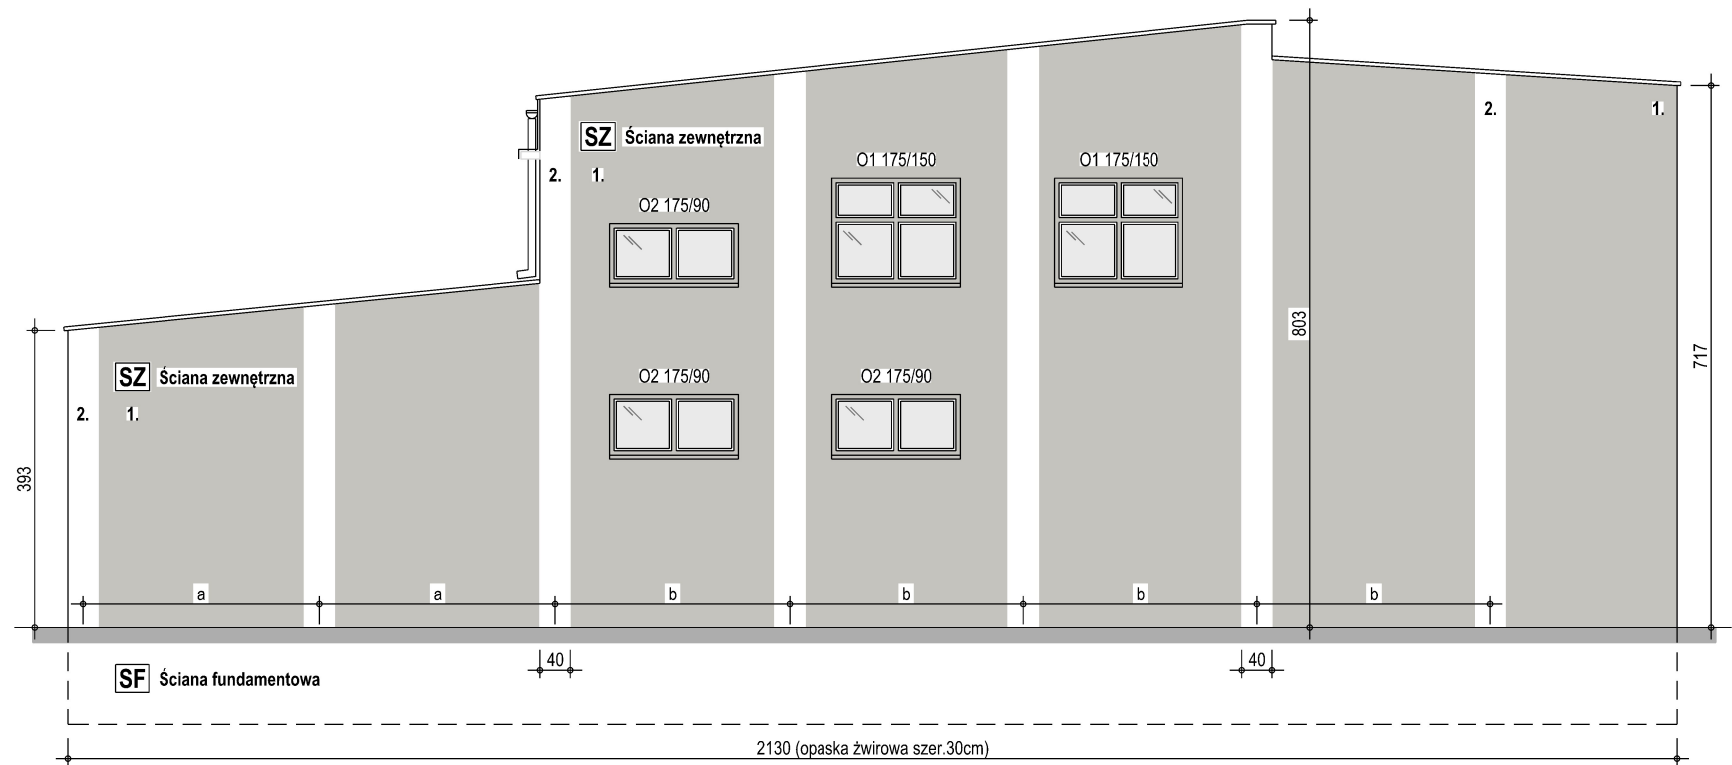 SZ Ściana zewnętrzna
2. 1.
O2 175/90
O1 175/150
O1 175/150
2. 1.
803
717
SZ Ściana zewnętrzna
2. 1.
O2 175/90
O2 175/90
393
a a b b b b
40 40
SF Ściana fundamentowa
2130 (opaska żwirowa szer.30cm)